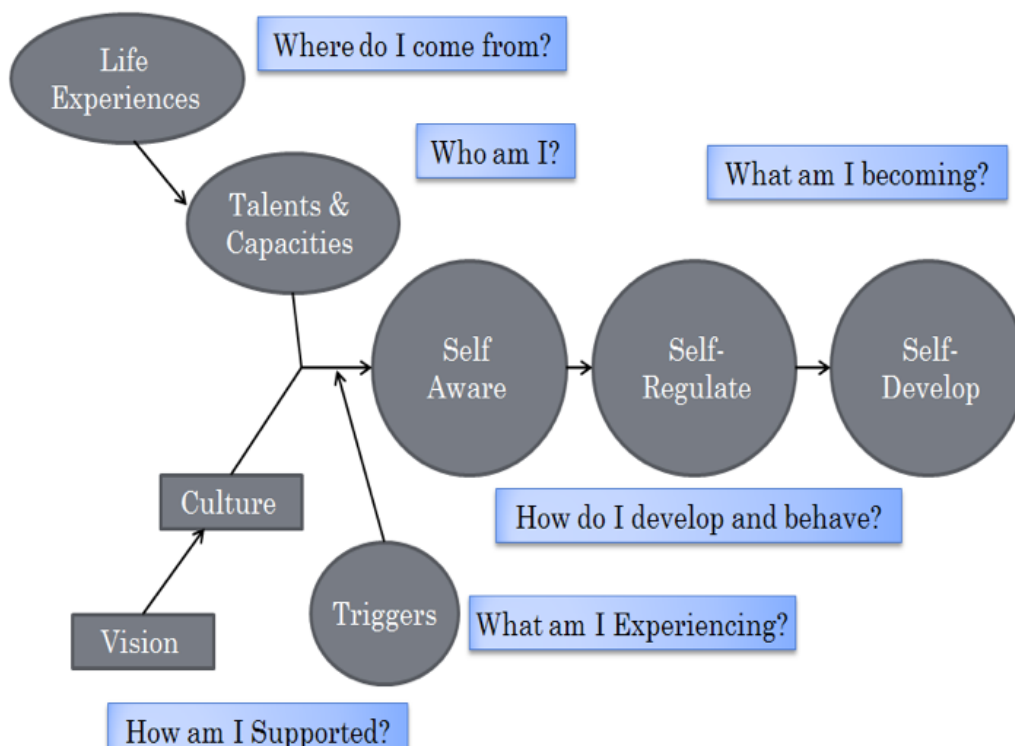 Life
Experiences
Where do I come from?
Who am I?
What am I becoming?
Talents &
Capacities
Self
Aware
Self-
Regulate
Self-
Develop
Culture
How do I develop and behave?
Triggers
What am I Experiencing?
Vision
How am I Supported?